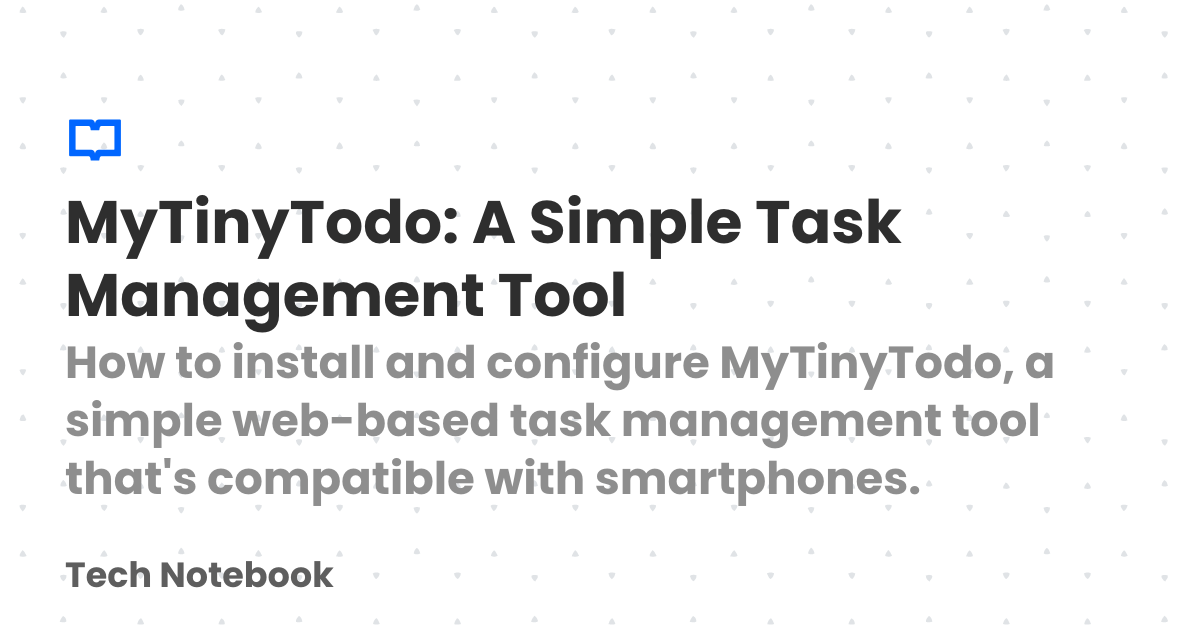 MyTinyTodo: A Simple Task
Management Tool
How to install and configure MyTinyTodo, a
simple web-based task management tool
that's compatible with smartphones.
Tech Notebook